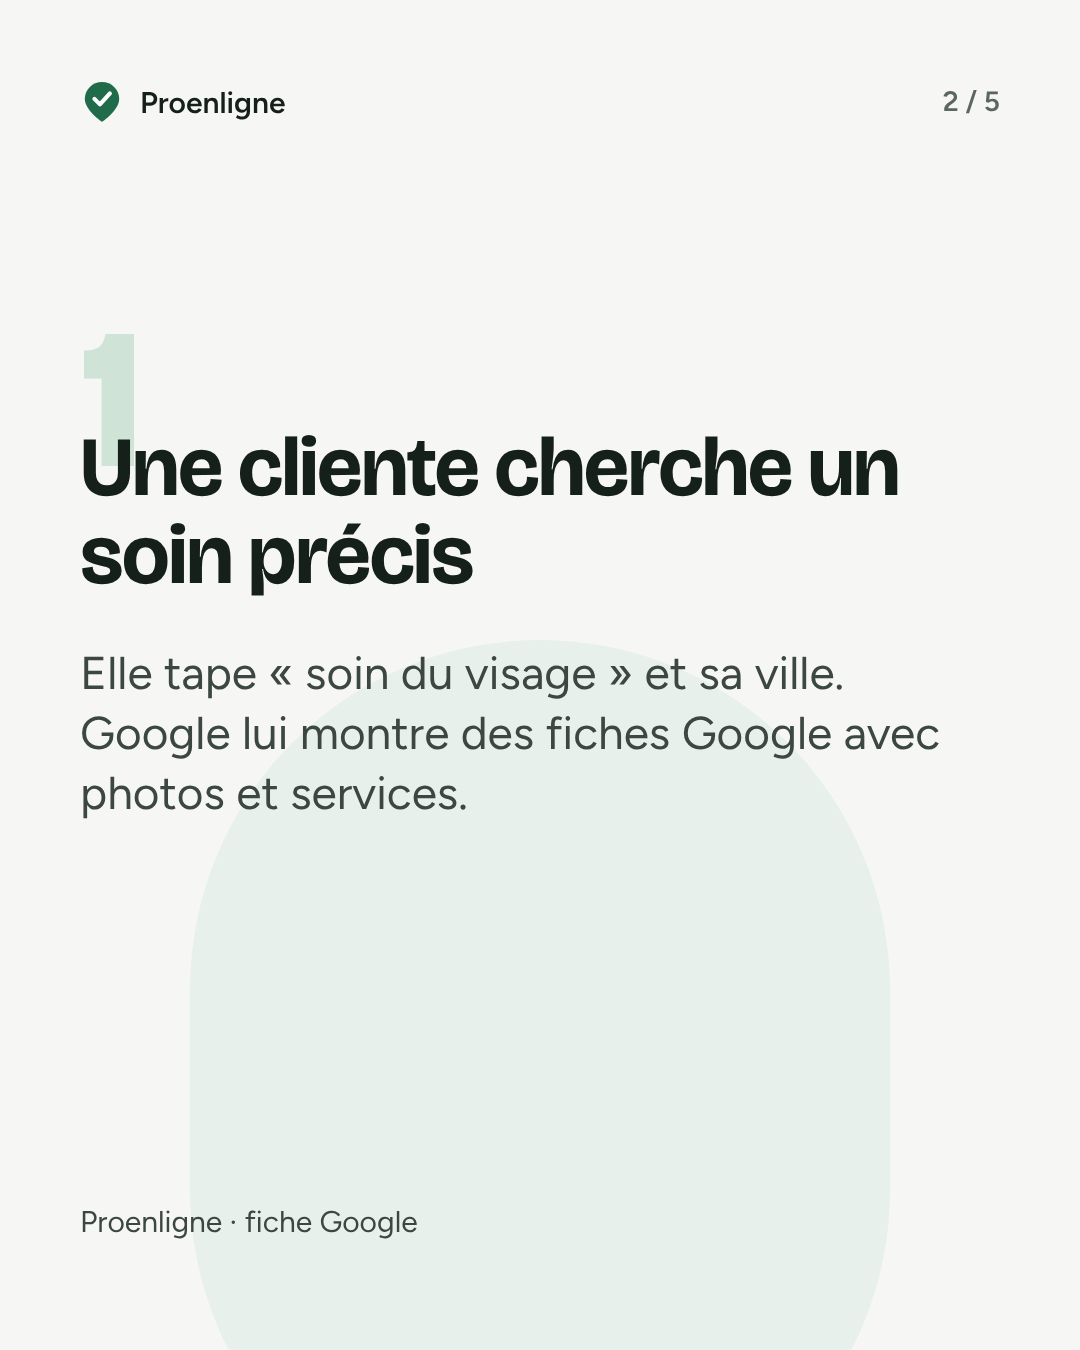 Proenligne
2 / 5
1
Une cliente cherche un
soin précis
Elle tape « soin du visage » et sa ville.
Google lui montre des fiches Google avec
photos et services.
Proenligne · fiche Google